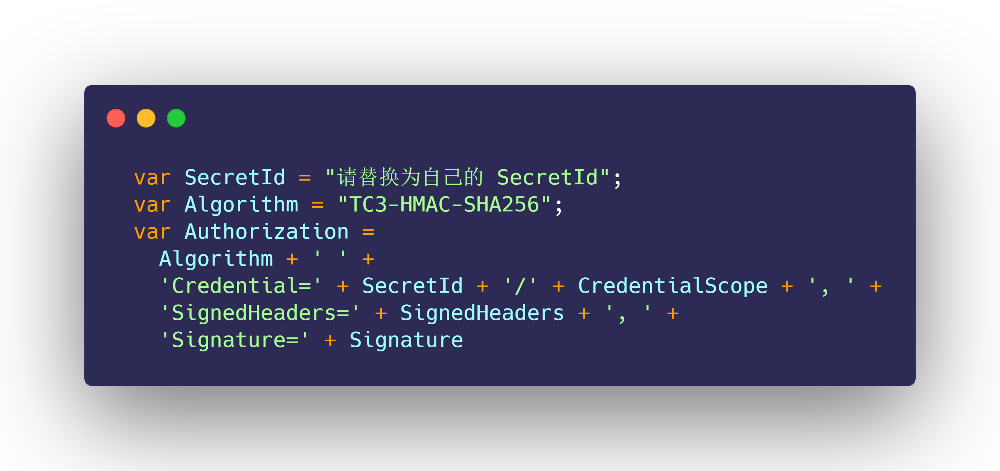 var SecretId = "请替换为自己的 SecretId";
var Algorithm = "TC3-HMAC-SHA256";
var Authorization =
  Algorithm + ' ' +
  'Credential=' + SecretId + '/' + CredentialScope + ', ' +
  'SignedHeaders=' + SignedHeaders + ', ' +
  'Signature=' + Signature